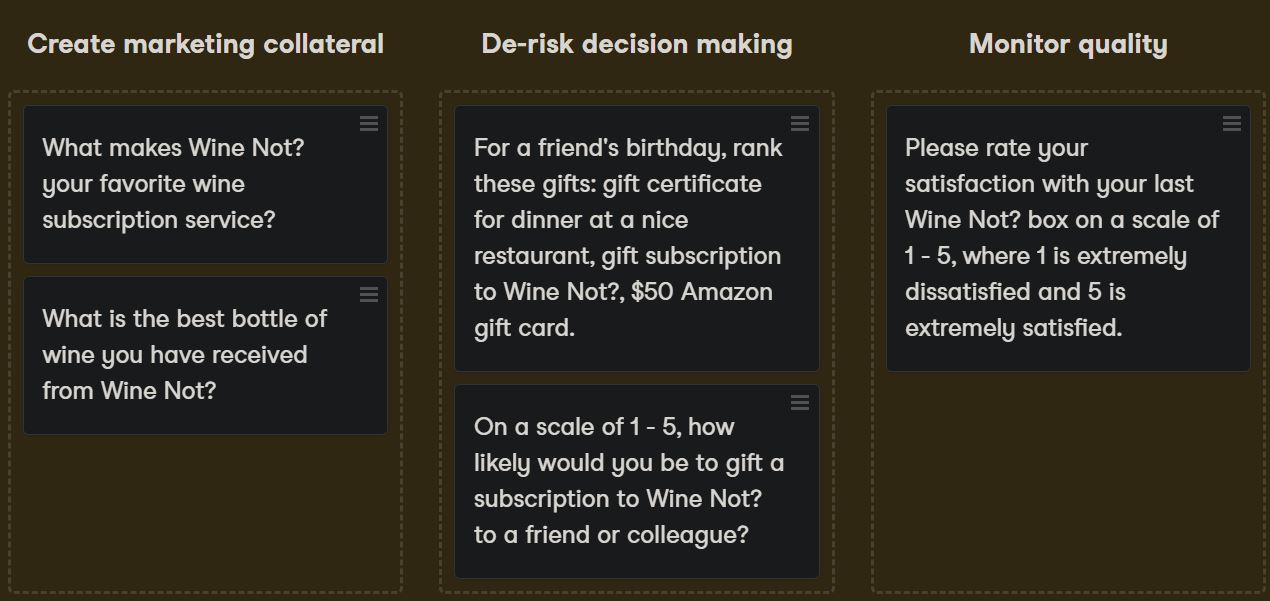 Create marketing collateral
What makes Wine Not?
your favorite wine
subscription service?
What is the best bottle of
wine you have received
from Wine Not?
De-risk decision making
For a friend's birthday, rank
these gifts: gift certificate
for dinner at a nice
restaurant, gift subscription
to Wine Not?, $50 Amazon
gift card.
On a scale of 1 - 5, how
likely would you be to gift a
subscription to Wine Not?
to a friend or colleague?
Monitor quality
Please rate your
satisfaction with your last
Wine Not? box on a scale of
1 - 5, where 1 is extremely
dissatisfied and 5 is
extremely satisfied.